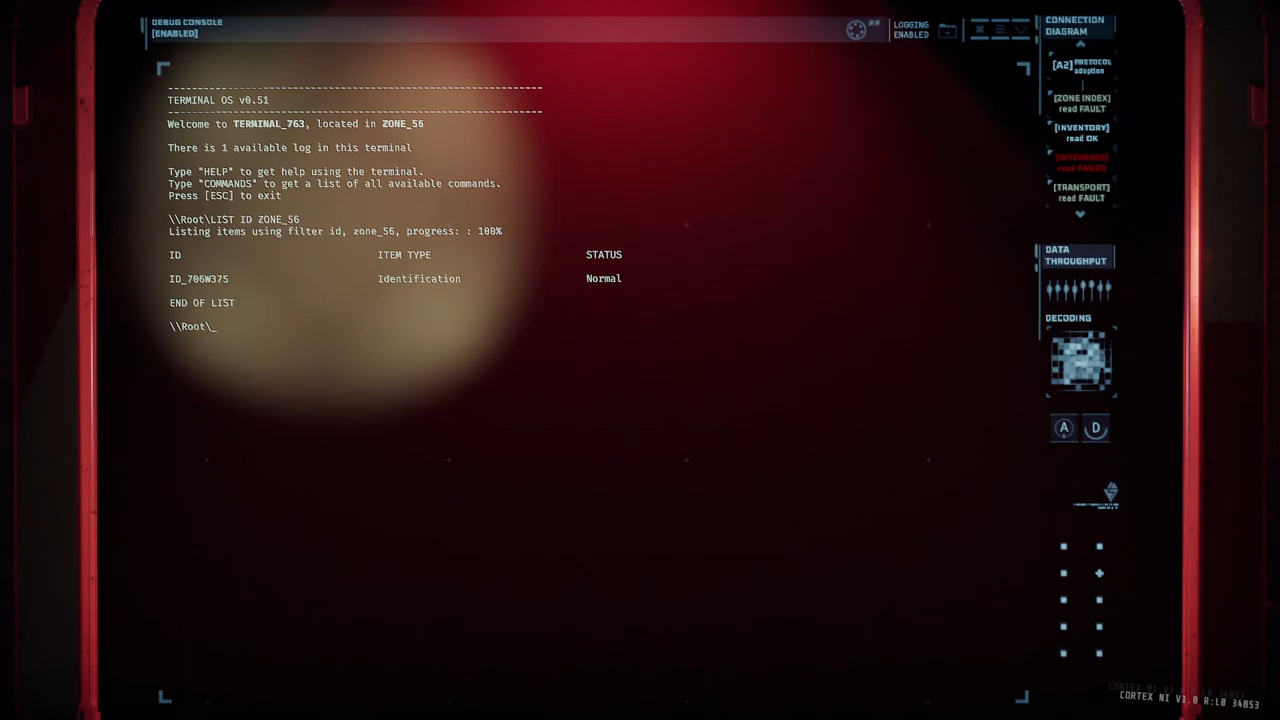 DEBUG CONSOLE
[ENABLED]
LOGGING
ENABLED
------------------------------------------------------------
TERMINAL OS v0.51
------------------------------------------------------------
Welcome to TERMINAL_763, located in ZONE_56
There is 1 available log in this terminal
Type "HELP" to get help using the terminal.
Type "COMMANDS" to get a list of all available commands.
Press [ESC] to exit
\\Root\LIST ID ZONE_56
Listing items using filter id, zone_56, progress: : 100%
ID ITEM TYPE STATUS
ID_706W375 Identification Normal
END OF LIST
\\Root\_
CONNECTION
DIAGRAM
[A2] PROTOCOL
adaption
[ZONE INDEX]
read FAULT
[INVENTORY]
read OK
read FAILED
[TRANSPORT]
read FAULT
DATA
THROUGHPUT
DECODING
A D
CORTEX NI V1.0 R:L0 34853